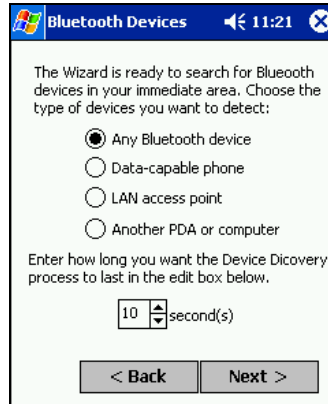 Bluetooth Devices 11:21
The Wizard is ready to search for Blueooth
devices in your immediate area. Choose the
type of devices you want to detect:
Any Bluetooth device
Data-capable phone
LAN access point
Another PDA or computer
Enter how long you want the Device Dicovery
process to last in the edit box below.
10 second(s)
< Back Next >